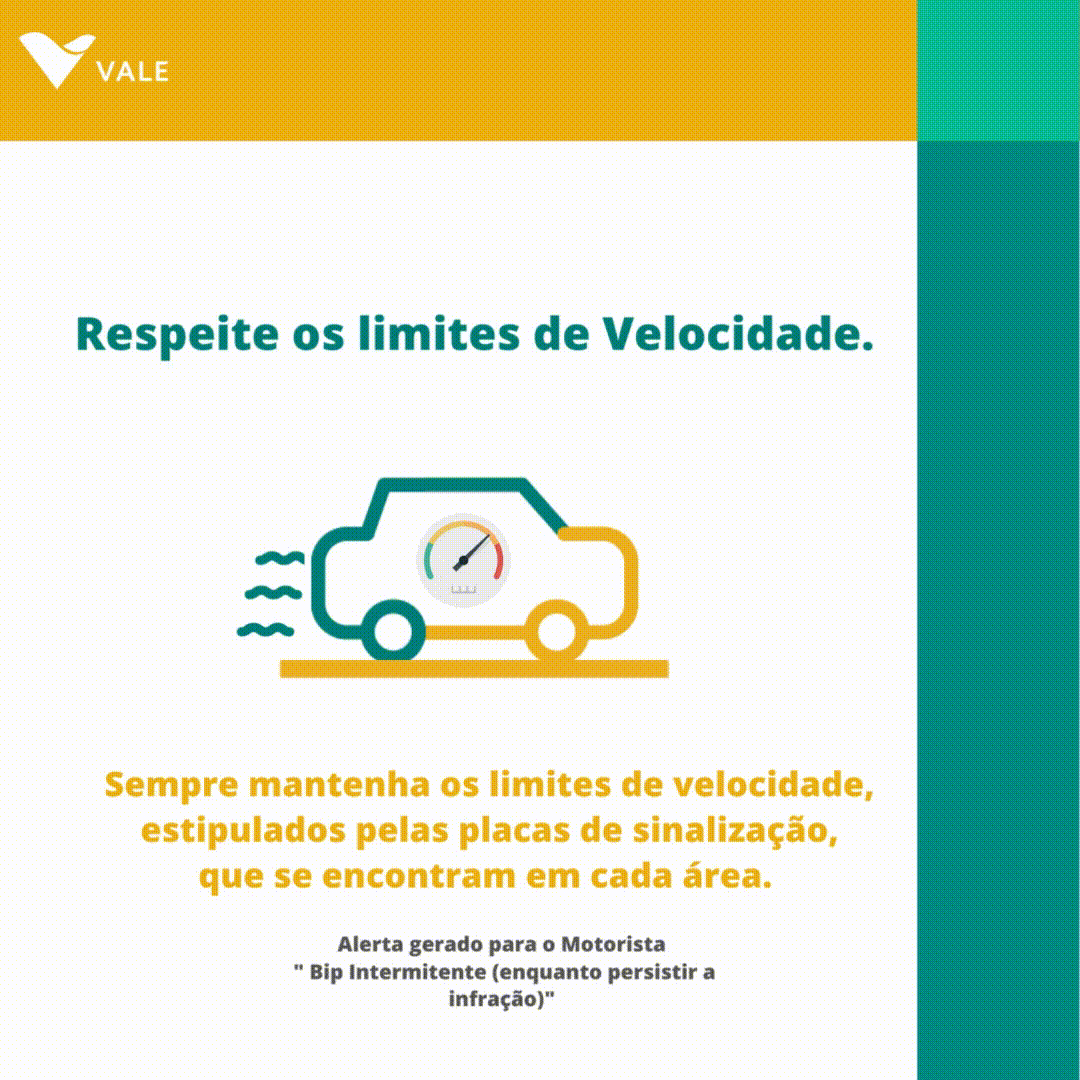 VALE
Respeite os limites de Velocidade.
Sempre mantenha os limites de velocidade,
estipulados pelas placas de sinalização,
que se encontram em cada área.
Alerta gerado para o Motorista
" Bip Intermitente (enquanto persistir a
infração)"